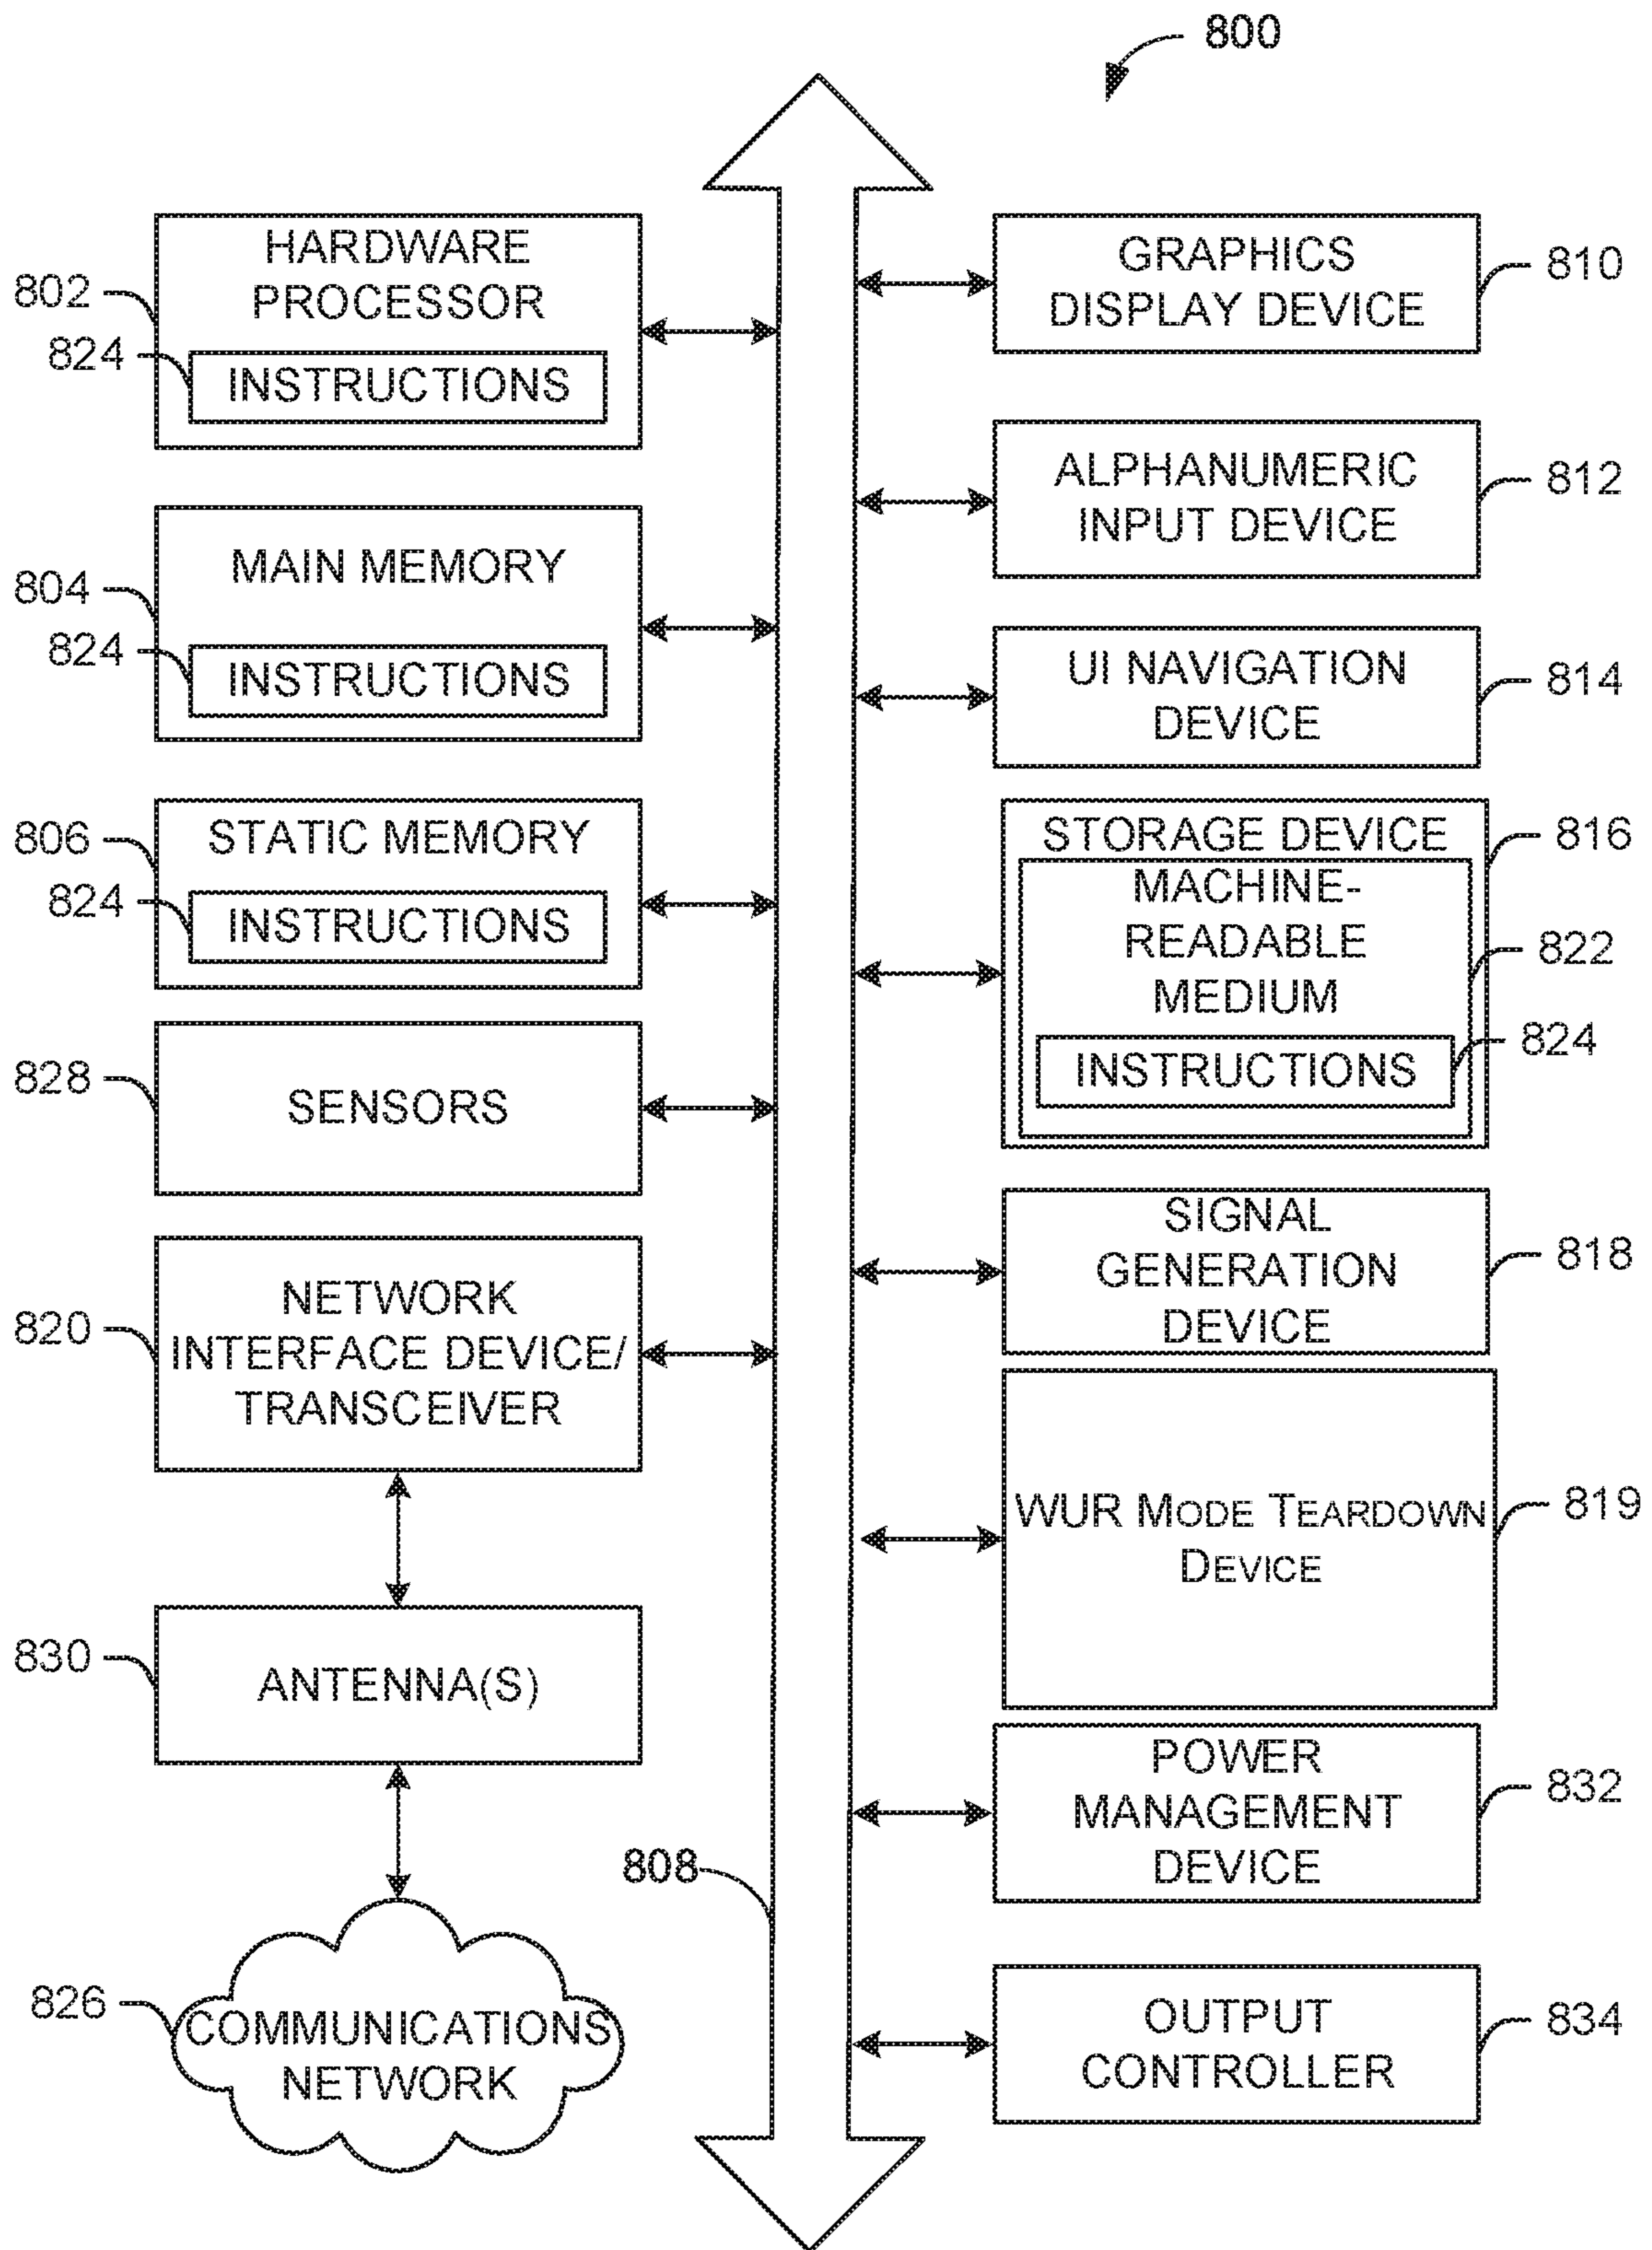 800
HARDWARE
PROCESSOR
802
824
INSTRUCTIONS
MAIN MEMORY
804
824
INSTRUCTIONS
STATIC MEMORY
806
824
INSTRUCTIONS
828
SENSORS
NETWORK
INTERFACE DEVICE/
TRANSCEIVER
820
830
ANTENNA(S)
808
826
COMMUNICATIONS
NETWORK
GRAPHICS
DISPLAY DEVICE
810
ALPHANUMERIC
INPUT DEVICE
812
UI NAVIGATION
DEVICE
814
STORAGE DEVICE
816
MACHINE-
READABLE
MEDIUM
822
824
INSTRUCTIONS
SIGNAL
GENERATION
DEVICE
818
WUR MODE TEARDOWN
DEVICE
819
POWER
MANAGEMENT
DEVICE
832
OUTPUT
CONTROLLER
834